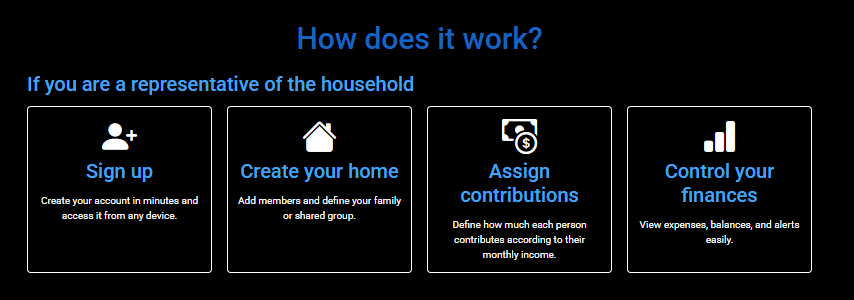 How does it work?
If you are a representative of the household
Sign up
Create your account in minutes and
access it from any device.
Create your home
Add members and define your family
or shared group.
Assign
contributions
Define how much each person
contributes according to their
monthly income.
Control your
finances
View expenses, balances, and alerts
easily.